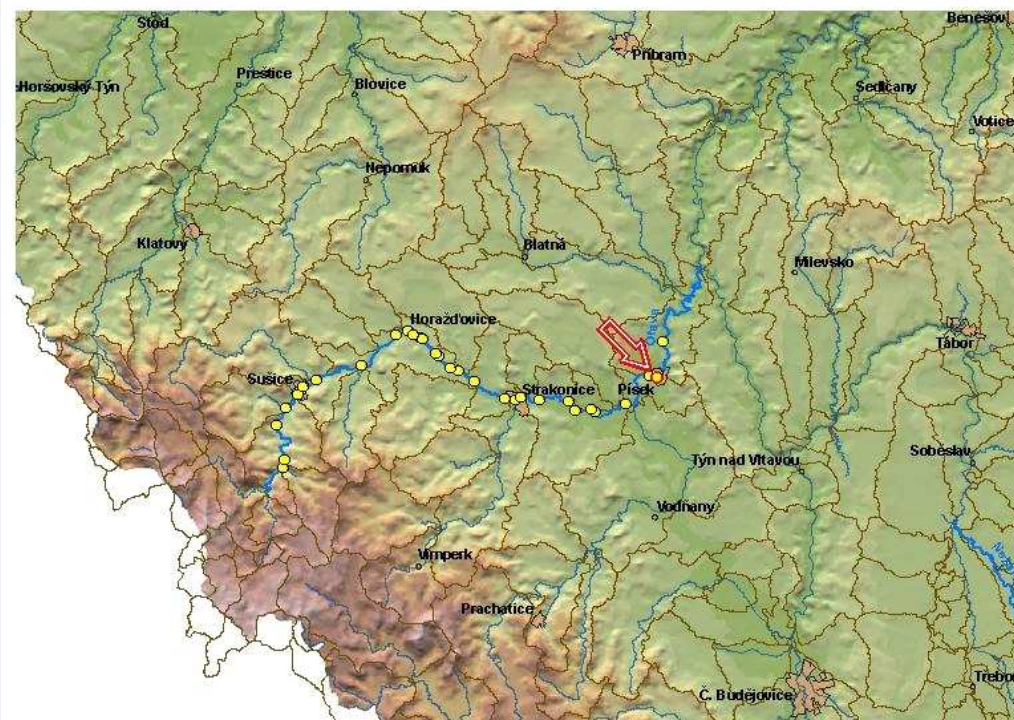 Stod
Benešov
Příbram
Přeštice
Horšovský Týn
Blovice
Sedlčany
Votice
Nepomuk
Klatovy
Blatná
Milevsko
Otava
Horažďovice
Tábor
Sušice
Strakonice
Písek
Soběslav
Týn nad Vltavou
Vodňany
Vimperk
Prachatice
Č. Budějovice
Třebo